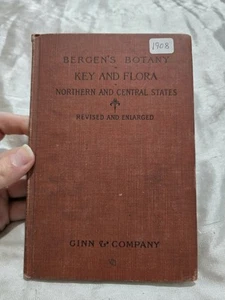 1908
BERGEN'S BOTANY
KEY AND FLORA
NORTHERN AND CENTRAL STATES
REVISED AND ENLARGED
GINN & COMPANY